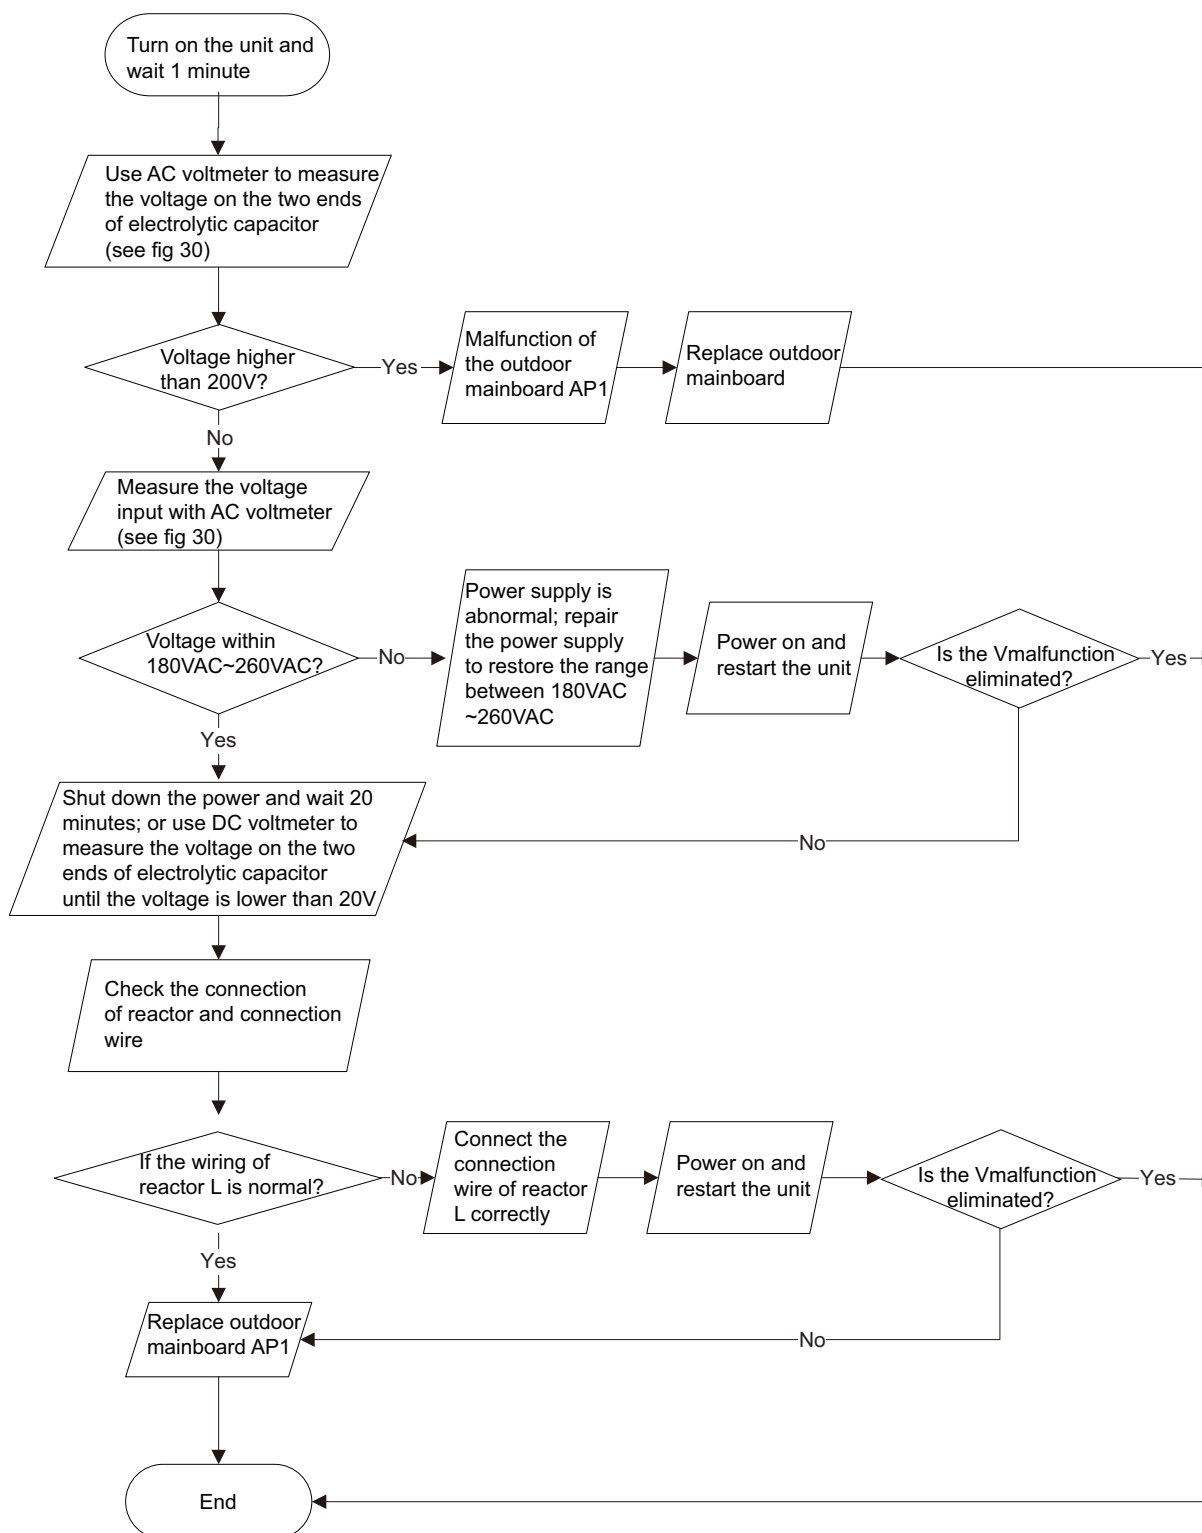 Turn on the unit and
wait 1 minute
Use AC voltmeter to measure
the voltage on the two ends
of electrolytic capacitor
(see fig 30)
Voltage higher
than 200V?
Yes
Malfunction of
the outdoor
mainboard AP1
Replace outdoor
mainboard
No
Measure the voltage
input with AC voltmeter
(see fig 30)
Voltage within
180VAC~260VAC?
No
Power supply is
abnormal; repair
the power supply
to restore the range
between 180VAC
~260VAC
Power on and
restart the unit
Is the Vmalfunction
eliminated?
Yes
Yes
Shut down the power and wait 20
minutes; or use DC voltmeter to
measure the voltage on the two
ends of electrolytic capacitor
until the voltage is lower than 20V
No
Check the connection
of reactor and connection
wire
If the wiring of
reactor L is normal?
No
Connect the
connection
wire of reactor
L correctly
Power on and
restart the unit
Is the Vmalfunction
eliminated?
Yes
Yes
Replace outdoor
mainboard AP1
No
End